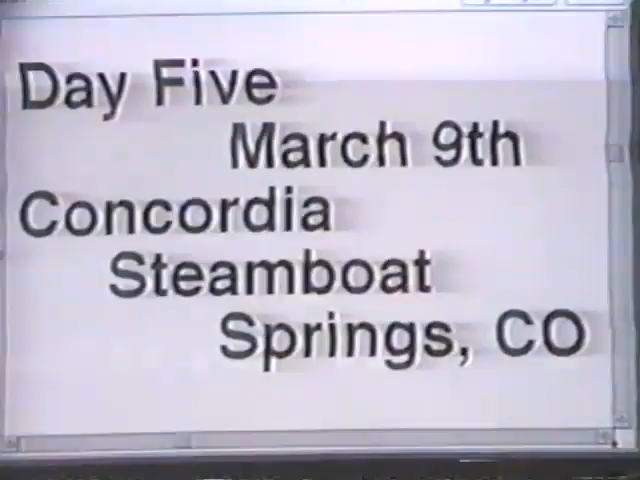 Day Five
March 9th
Concordia
Steamboat
Springs, CO